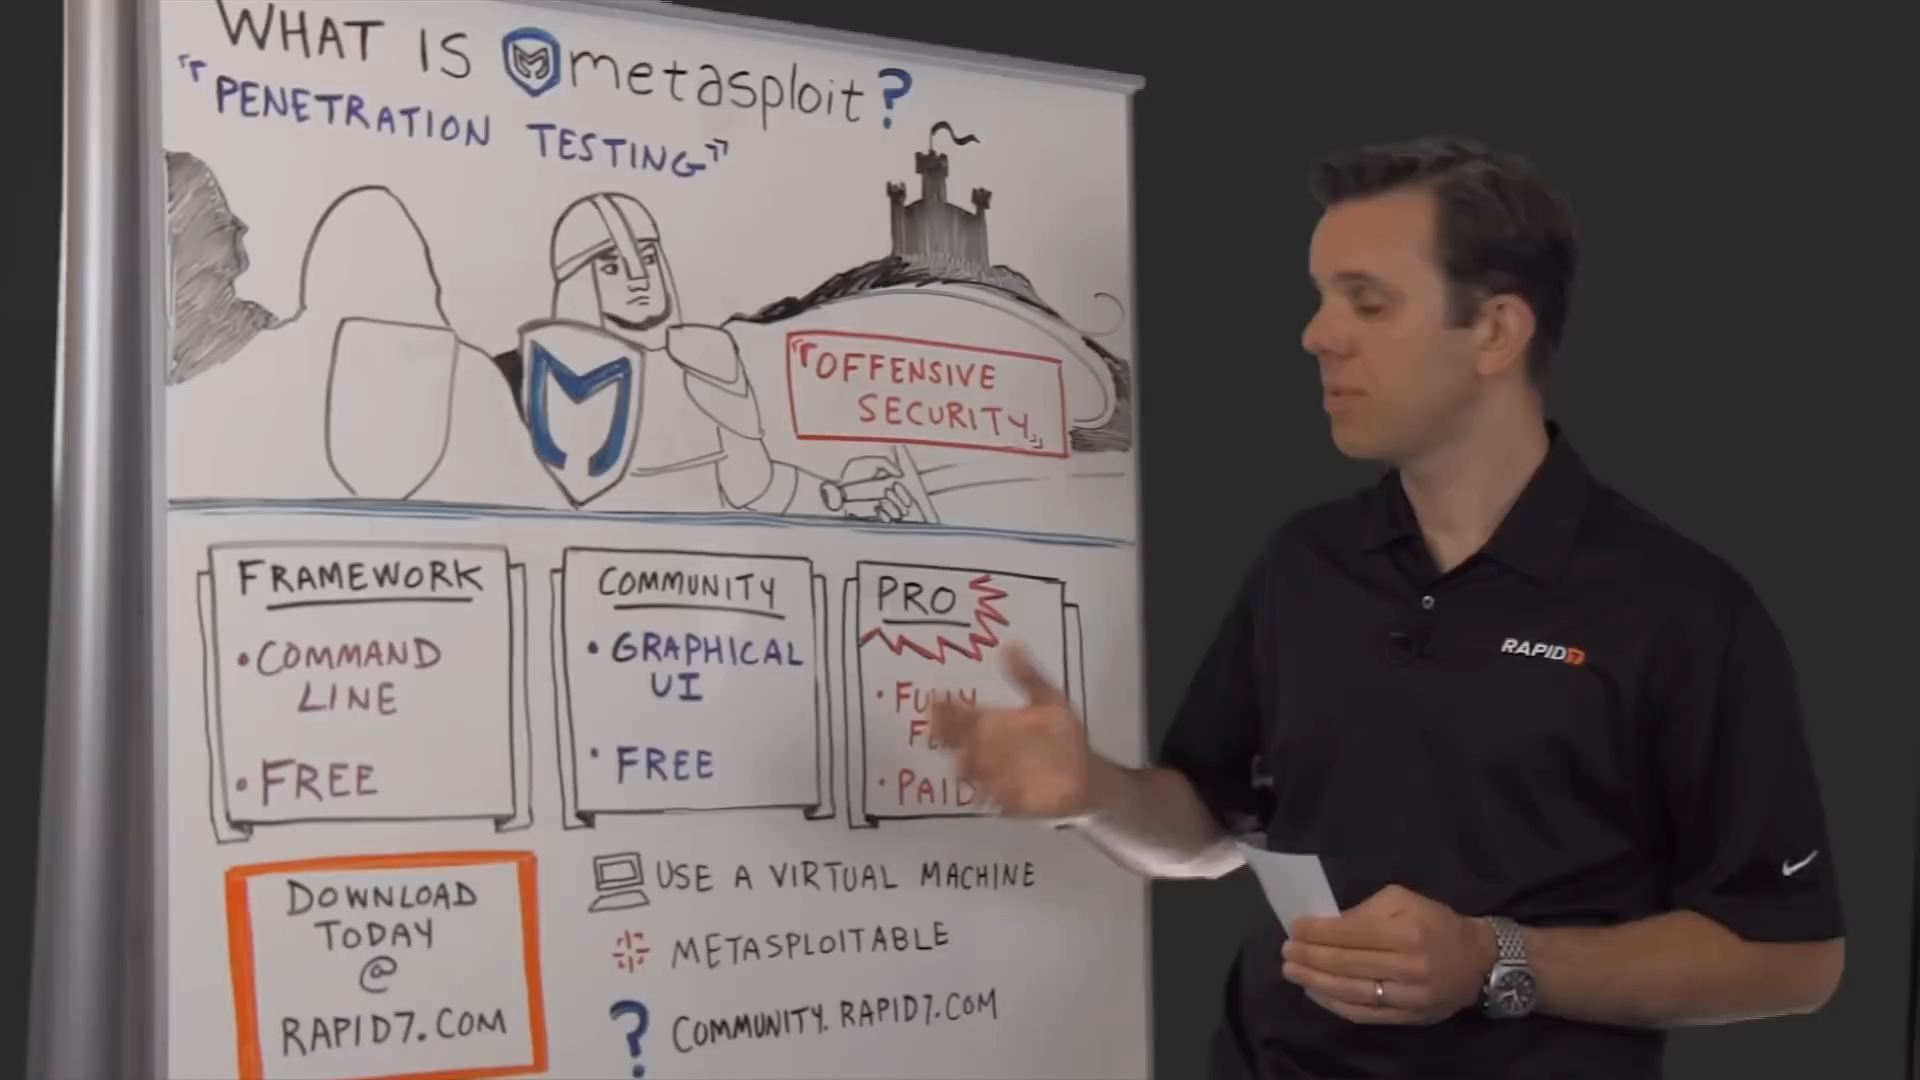 WHAT IS metasploit?
"PENETRATION TESTING"
"OFFENSIVE
SECURITY"
FRAMEWORK
• COMMAND
LINE
• FREE
COMMUNITY
• GRAPHICAL
UI
• FREE
PRO
• FULLY
• PAID
DOWNLOAD
TODAY
@
RAPID7.COM
USE A VIRTUAL MACHINE
METASPLOITABLE
? COMMUNITY.RAPID7.COM
RAPID7